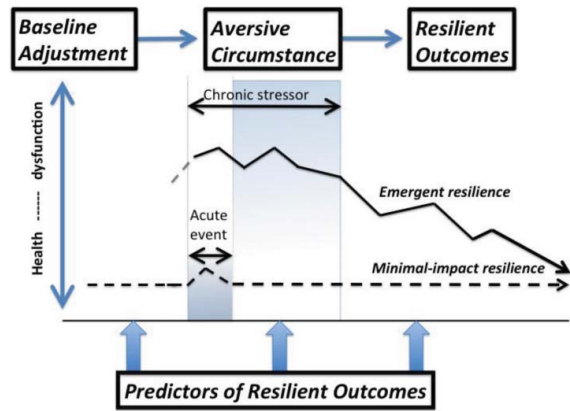 Baseline
Adjustment
Aversive
Circumstance
Resilient
Outcomes
Chronic stressor
Health ------ dysfunction
Emergent resilience
Acute
event
Minimal-impact resilience
Predictors of Resilient Outcomes